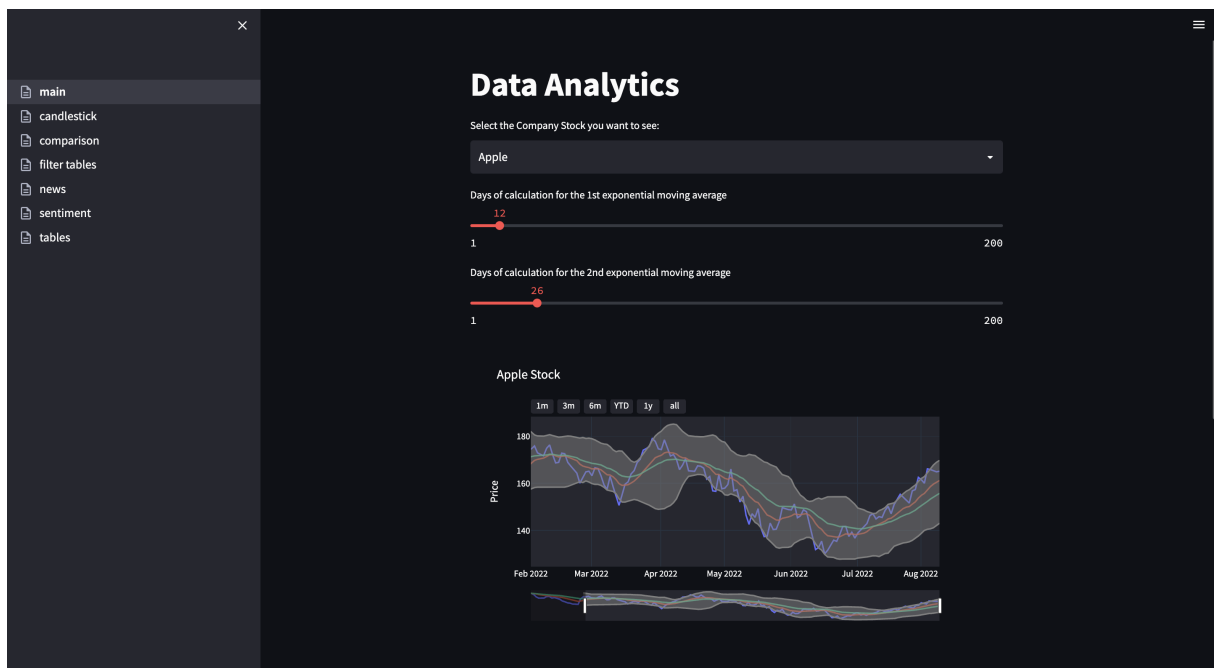 main
candlestick
comparison
filter tables
news
sentiment
tables
Data Analytics
Select the Company Stock you want to see:
Apple
Days of calculation for the 1st exponential moving average
12
1 200
Days of calculation for the 2nd exponential moving average
26
1 200
Apple Stock
1m 3m 6m YTD 1y all
180
160
140
Price
Feb 2022 Mar 2022 Apr 2022 May 2022 Jun 2022 Jul 2022 Aug 2022